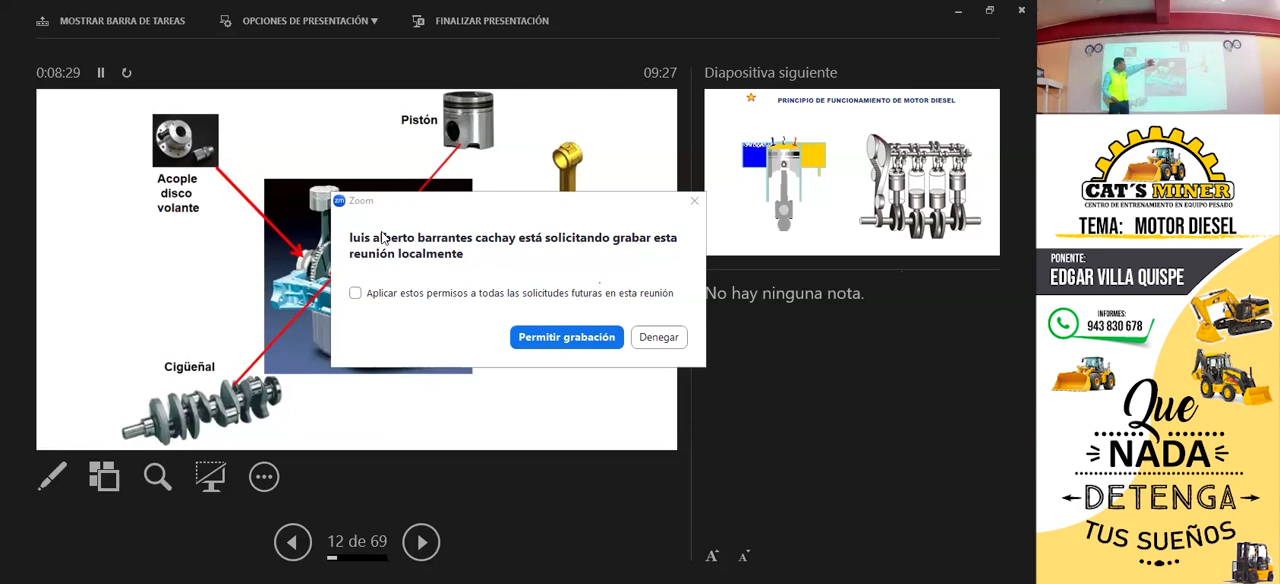 MOSTRAR BARRA DE TAREAS
OPCIONES DE PRESENTACIÓN ▼
FINALIZAR PRESENTACIÓN
0:08:29
09:27
Diapositiva siguiente
Pistón
Acople
disco
volante
Cigüeñal
Zoom
luis alberto barrantes cachay está solicitando grabar esta
reunión localmente
Aplicar estos permisos a todas las solicitudes futuras en esta reunión
Permitir grabación
Denegar
PRINCIPIO DE FUNCIONAMIENTO DE MOTOR DIESEL
No hay ninguna nota.
12 de 69
CAT´S MINER
CENTRO DE ENTRENAMIENTO EN EQUIPO PESADO
TEMA: MOTOR DIESEL
PONENTE:
EDGAR VILLA QUISPE
INFORMES:
943 830 678
Que
NADA
DETENGA
TUS SUEÑOS